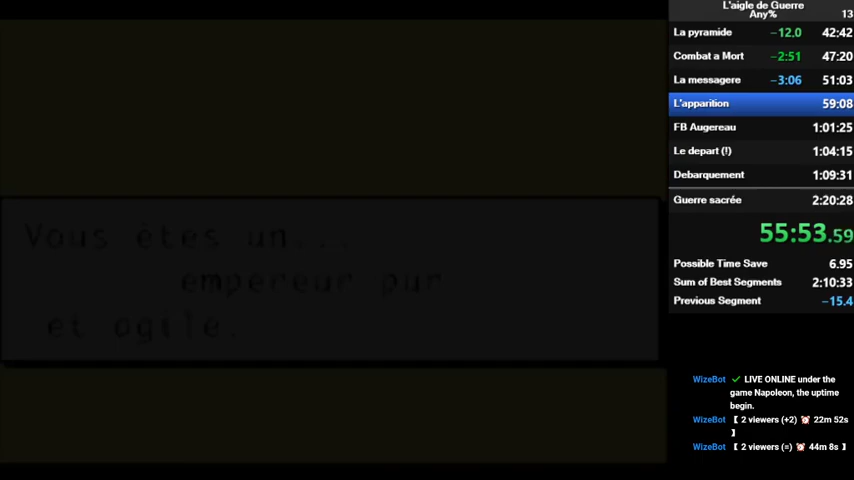 L'aigle de Guerre
Any%
13
La pyramide -12.0 42:42
Combat a Mort -2:51 47:20
La messagere -3:06 51:03
L'apparition 59:08
FB Augereau 1:01:25
Le depart (!) 1:04:15
Debarquement 1:09:31
Guerre sacrée 2:20:28
55:53.59
Possible Time Save 6.95
Sum of Best Segments 2:10:33
Previous Segment -15.4
Vous êtes un...
empereur pur
et agile.
WizeBot ✔ LIVE ONLINE under the
game Napoleon, the uptime
begin.
WizeBot 【 2 viewers (+2) ⏰ 22m 52s
】
WizeBot 【 2 viewers (=) ⏰ 44m 8s 】